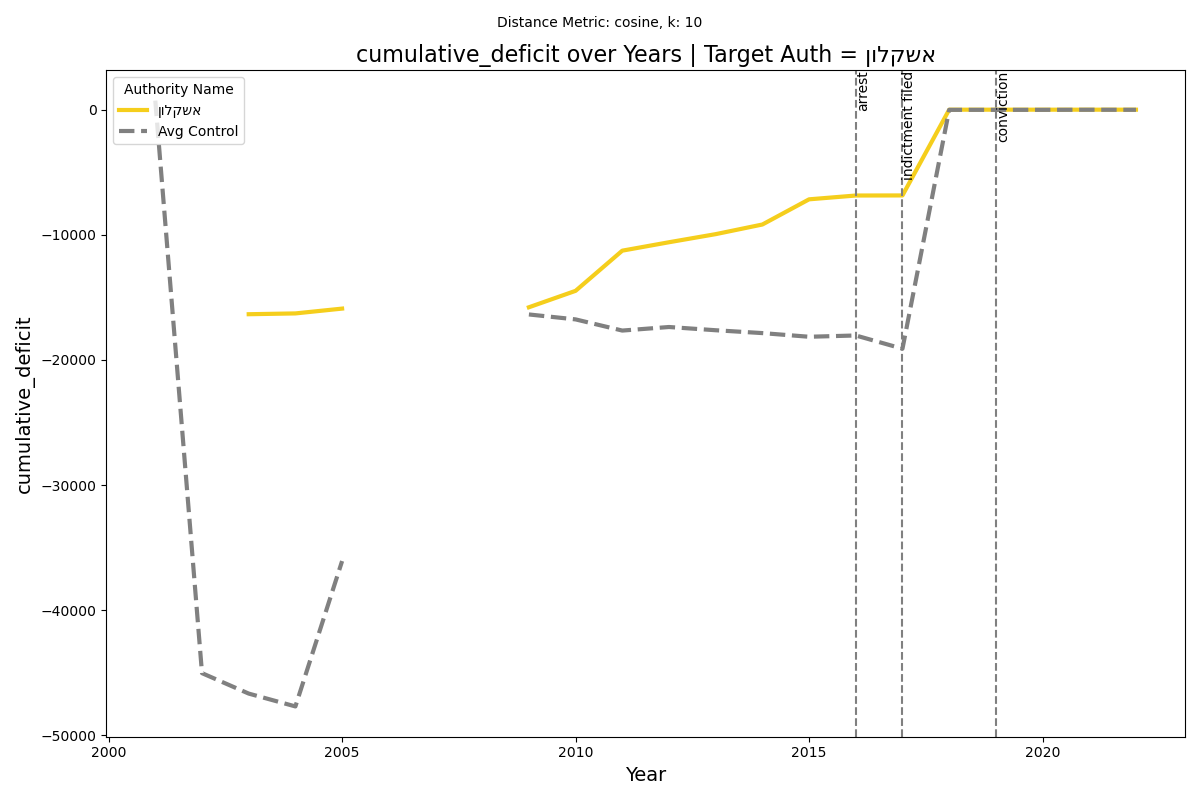 Distance Metric: cosine, k: 10
cumulative_deficit over Years | Target Auth = אשקלון
Authority Name
אשקלון
Avg Control
arrest
indictment filed
conviction
0
−10000
−20000
−30000
−40000
−50000
cumulative_deficit
2000
2005
2010
2015
2020
Year